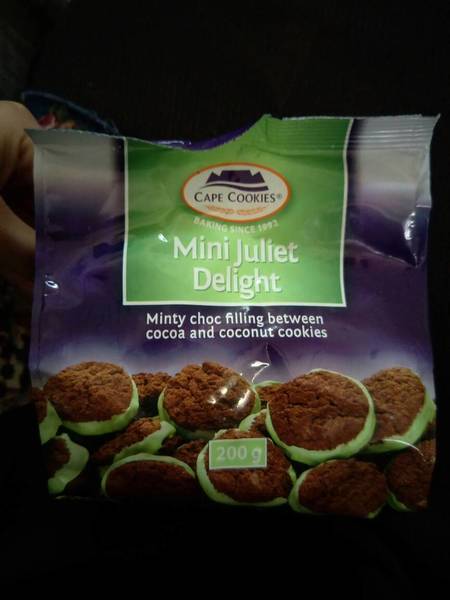 CAPE COOKIES®
BAKING SINCE 1992
Mini Juliet
Delight
Minty choc filling between
cocoa and coconut cookies
200 g